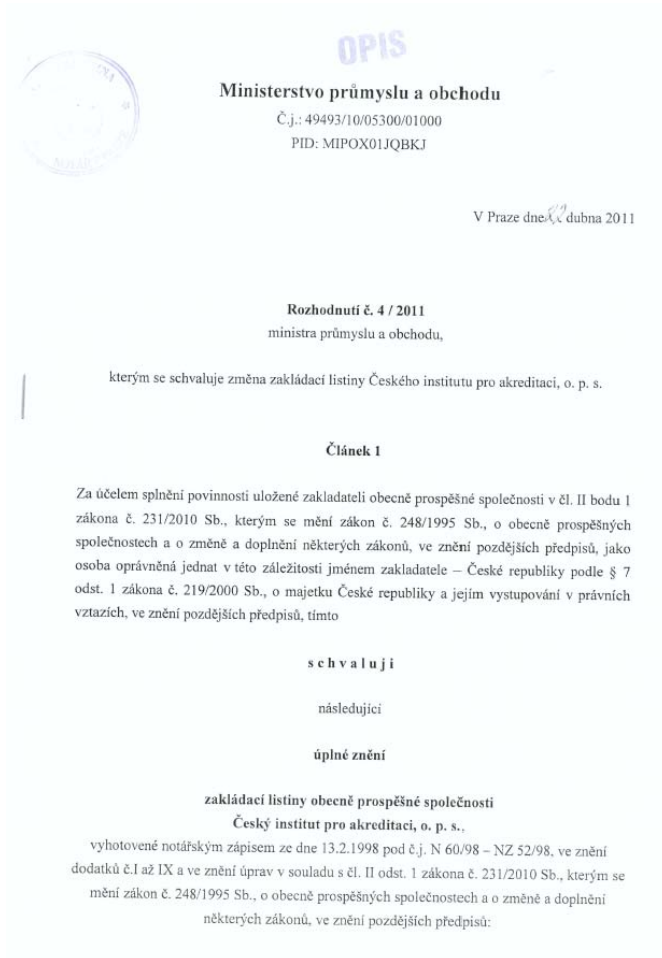 OPIS
Ministerstvo průmyslu a obchodu
Č.j.: 49493/10/05300/01000
PID: MIPOX01JQBKJ
V Praze dne dubna 2011
Rozhodnutí č. 4 / 2011
ministra průmyslu a obchodu,
kterým se schvaluje změna zakládací listiny Českého institutu pro akreditaci, o. p. s.
Článek 1
Za účelem splnění povinnosti uložené zakladateli obecně prospěšné společnosti v čl. II bodu 1
zákona č. 231/2010 Sb., kterým se mění zákon č. 248/1995 Sb., o obecně prospěšných
společnostech a o změně a doplnění některých zákonů, ve znění pozdějších předpisů, jako
osoba oprávněná jednat v této záležitosti jménem zakladatele – České republiky podle § 7
odst. 1 zákona č. 219/2000 Sb., o majetku České republiky a jejím vystupování v právních
vztazích, ve znění pozdějších předpisů, tímto
s c h v a l u j i
následující
úplné znění
zakládací listiny obecně prospěšné společnosti
Český institut pro akreditaci, o. p. s.,
vyhotovené notářským zápisem ze dne 13.2.1998 pod č.j. N 60/98 – NZ 52/98, ve znění
dodatků č.I až IX a ve znění úprav v souladu s čl. II odst. 1 zákona č. 231/2010 Sb., kterým se
mění zákon č. 248/1995 Sb., o obecně prospěšných společnostech a o změně a doplnění
některých zákonů, ve znění pozdějších předpisů: